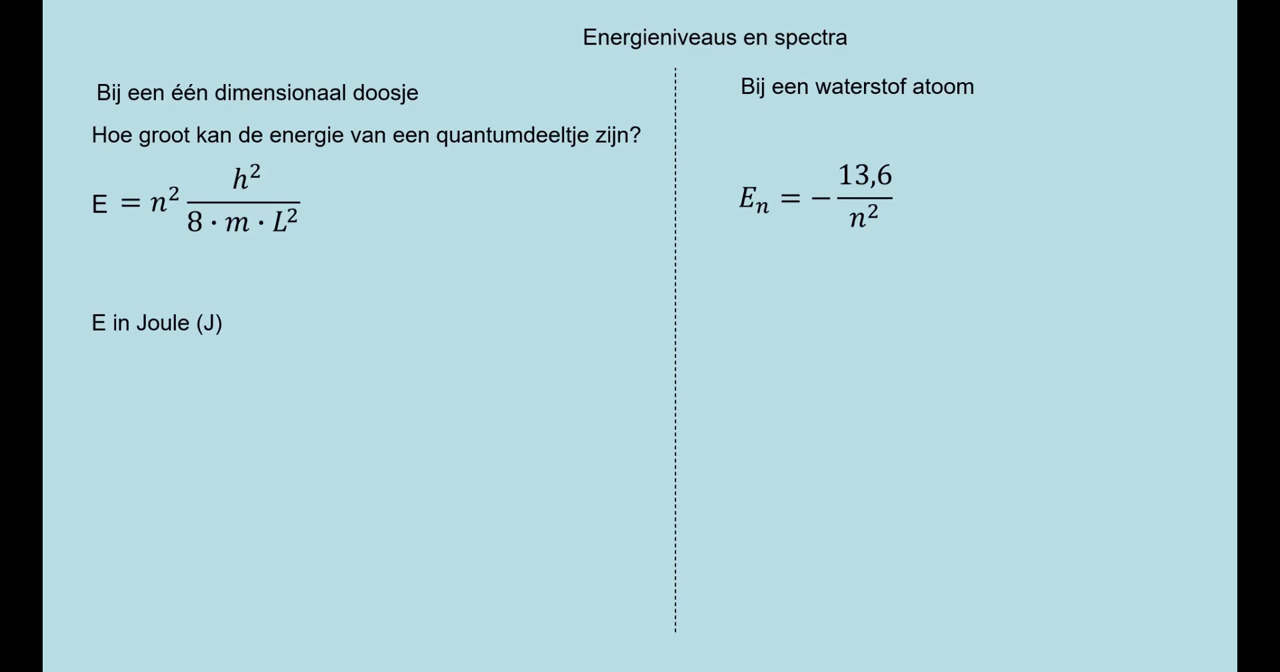 Energieniveaus en spectra
Bij een één dimensionaal doosje
Hoe groot kan de energie van een quantumdeeltje zijn?
E = n² h² / 8 · m · L²
E in Joule (J)
Bij een waterstof atoom
Eₙ = − 13,6 / n²